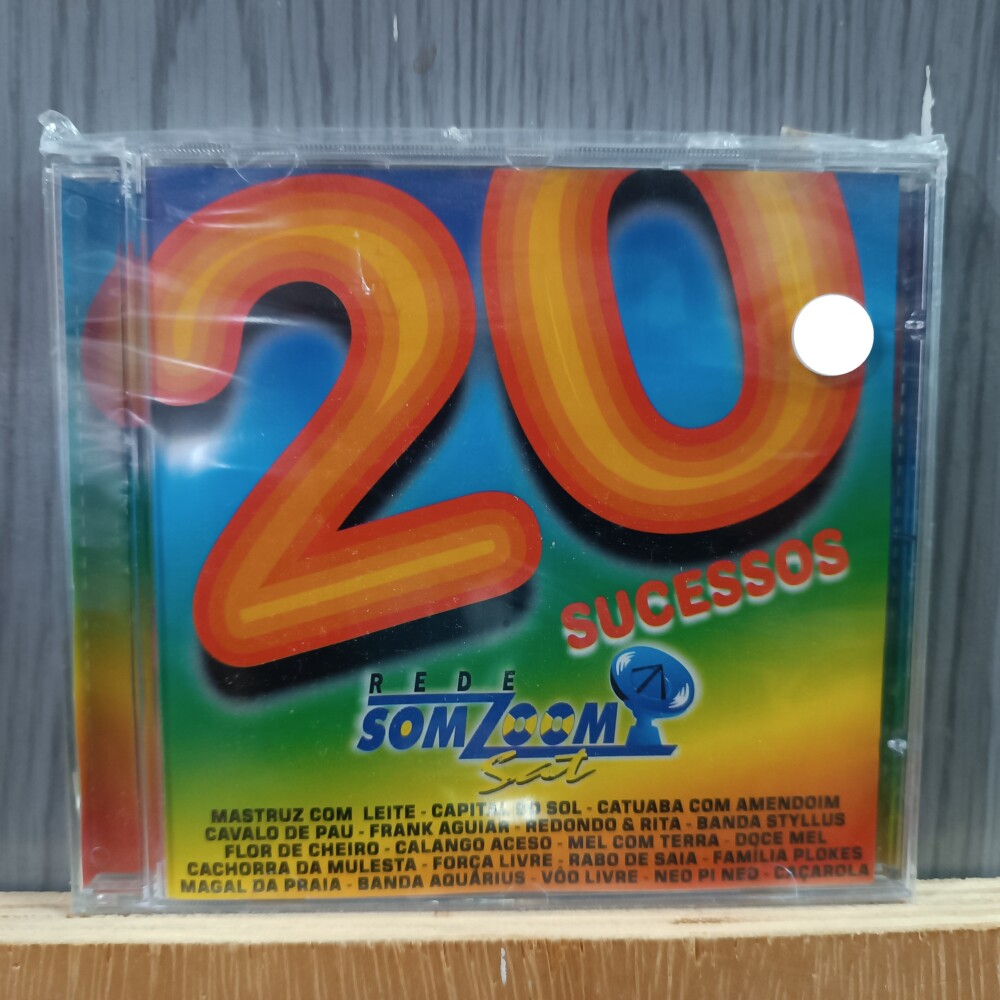 20
SUCESSOS
REDE
SOMZOOM
Sat
MASTRUZ COM LEITE - CAPITAL DO SOL - CATUABA COM AMENDOIM
CAVALO DE PAU - FRANK AGUIAR - REDONDO & RITA - BANDA STYLLUS
FLOR DE CHEIRO - CALANGO ACESO - MEL COM TERRA - DOCE MEL
CACHORRA DA MULESTA - FORÇA LIVRE - RABO DE SAIA - FAMÍLIA PLOKES
MAGAL DA PRAIA - BANDA AQUÁRIUS - VÔO LIVRE - NEO PI NEO - CAÇAROLA